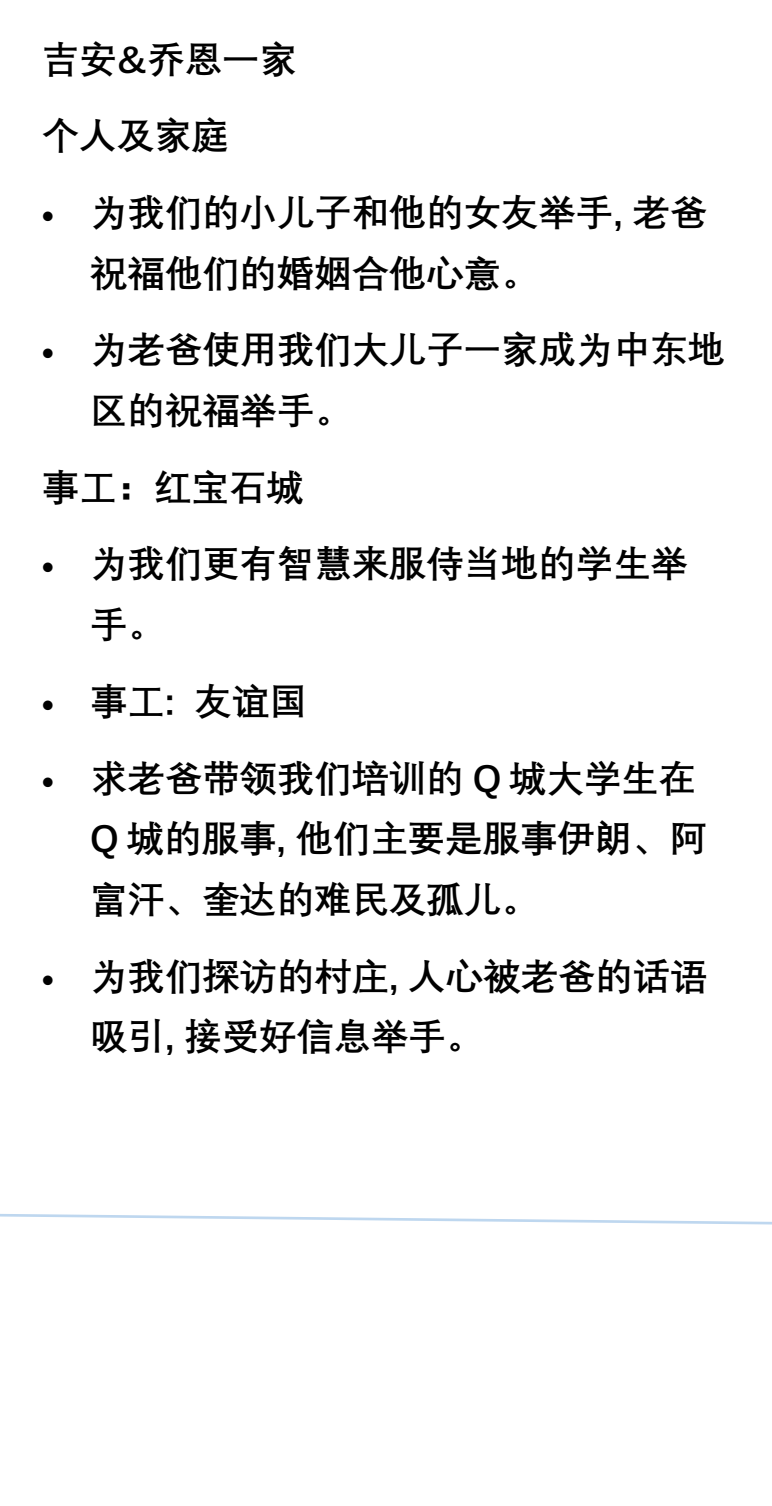 吉安&乔恩一家
个人及家庭
• 为我们的小儿子和他的女友举手, 老爸
祝福他们的婚姻合他心意。
• 为老爸使用我们大儿子一家成为中东地
区的祝福举手。
事工：红宝石城
• 为我们更有智慧来服侍当地的学生举
手。
• 事工: 友谊国
• 求老爸带领我们培训的 Q 城大学生在
Q 城的服事, 他们主要是服事伊朗、阿
富汗、奎达的难民及孤儿。
• 为我们探访的村庄, 人心被老爸的话语
吸引, 接受好信息举手。